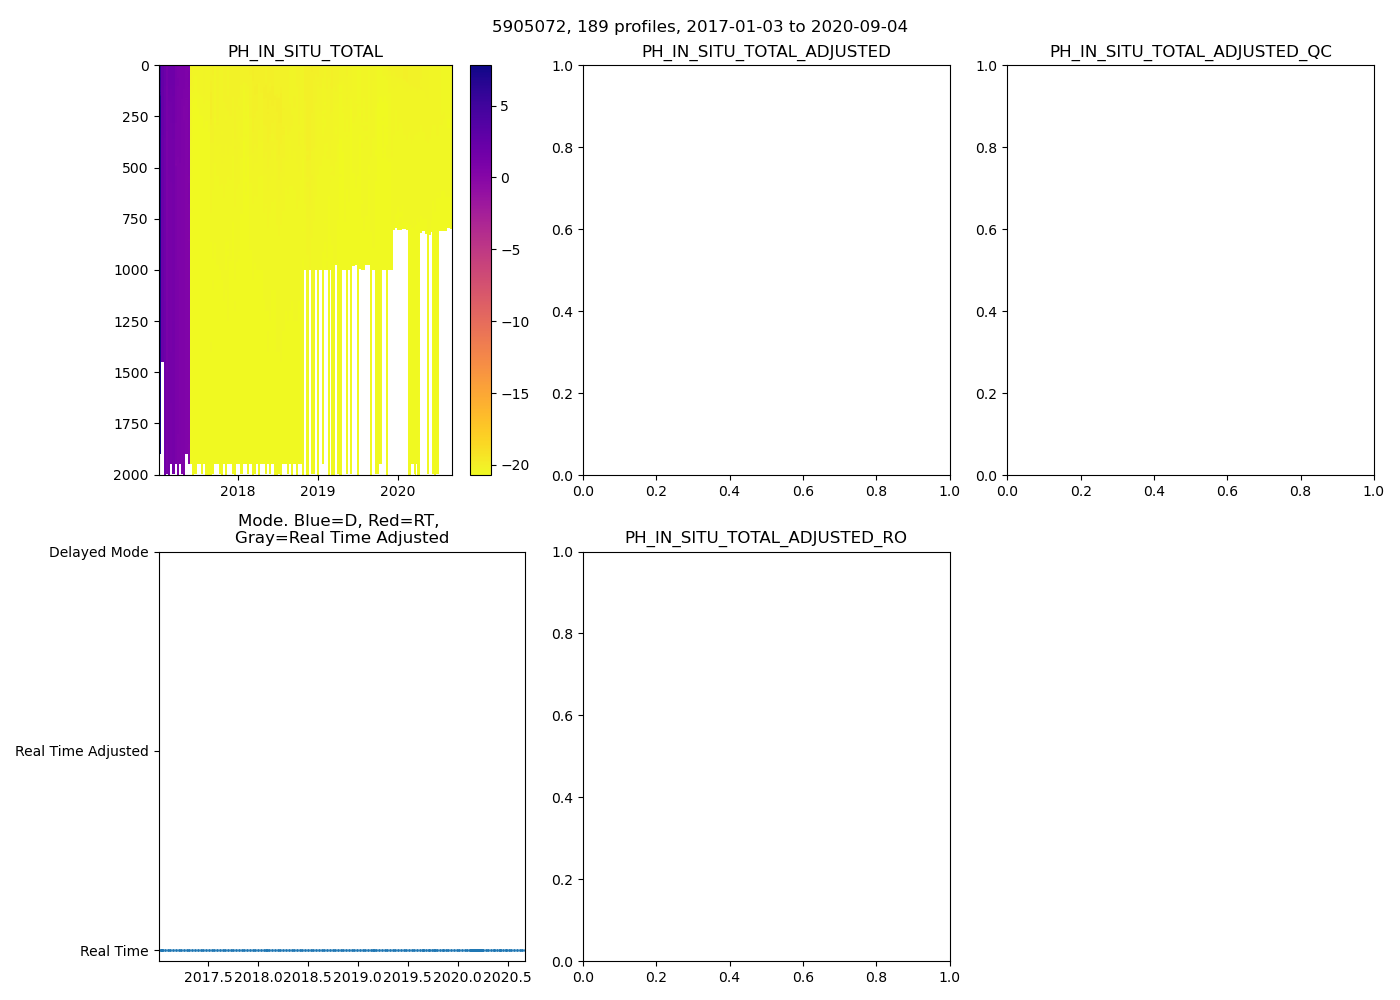 5905072, 189 profiles, 2017-01-03 to 2020-09-04
PH_IN_SITU_TOTAL
0
250
500
750
1000
1250
1500
1750
2000
2018
2019
2020
5
0
−5
−10
−15
−20
PH_IN_SITU_TOTAL_ADJUSTED
1.0
0.8
0.6
0.4
0.2
0.0
0.0 0.2 0.4 0.6 0.8 1.0
PH_IN_SITU_TOTAL_ADJUSTED_QC
1.0
0.8
0.6
0.4
0.2
0.0
0.0 0.2 0.4 0.6 0.8 1.0
Mode. Blue=D, Red=RT,
Gray=Real Time Adjusted
Delayed Mode
Real Time Adjusted
Real Time
2017.5 2018.0 2018.5 2019.0 2019.5 2020.0 2020.5
PH_IN_SITU_TOTAL_ADJUSTED_RO
1.0
0.8
0.6
0.4
0.2
0.0
0.0 0.2 0.4 0.6 0.8 1.0